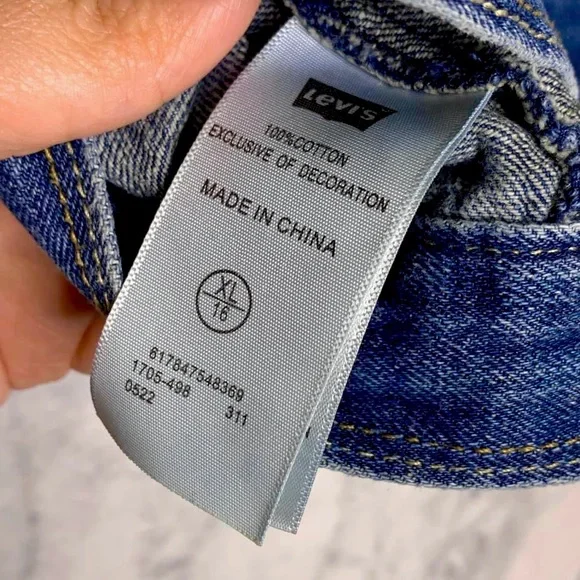 Levi's
100%COTTON
EXCLUSIVE OF DECORATION
MADE IN CHINA
XL
16
617847548369
1705-498 311
0522